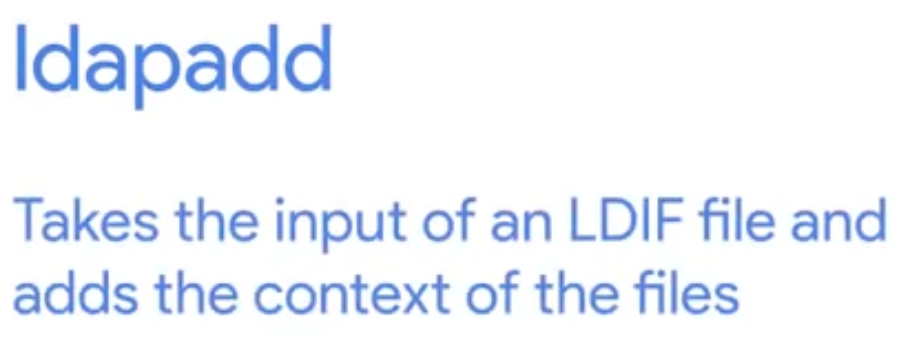 ldapadd
Takes the input of an LDIF file and
adds the context of the files